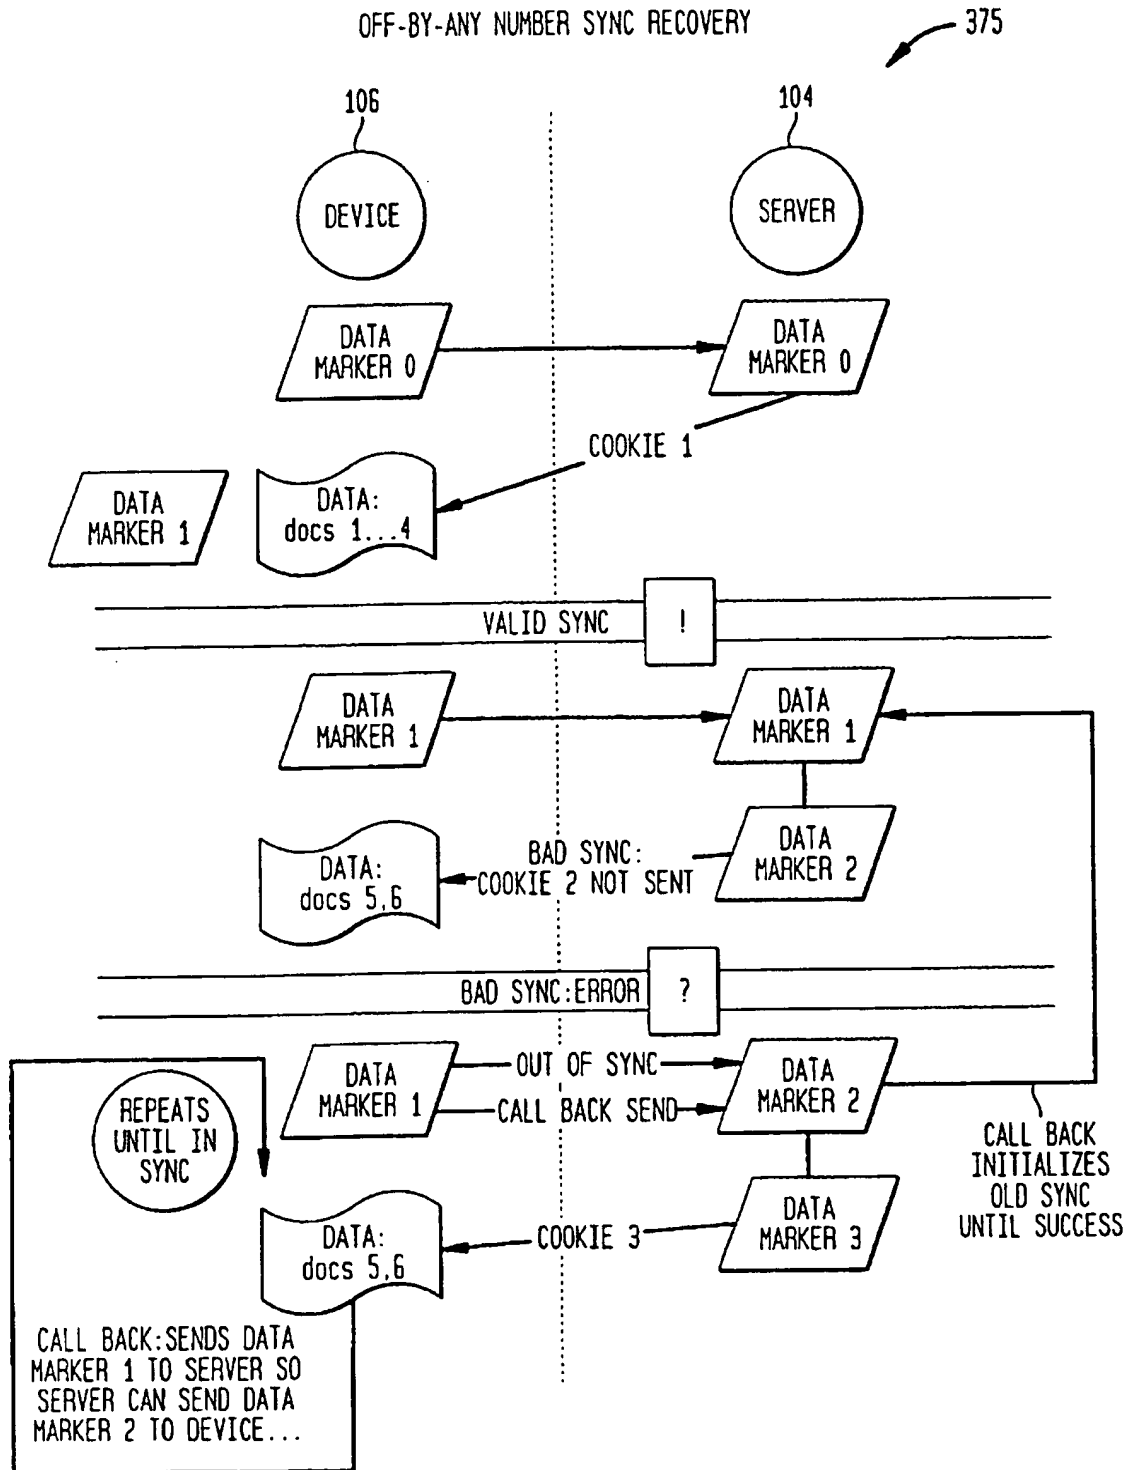 OFF-BY-ANY NUMBER SYNC RECOVERY
375
106
104
DEVICE
SERVER
DATA
MARKER 0
DATA
MARKER 0
COOKIE 1
DATA
MARKER 1
DATA:
docs 1...4
VALID SYNC
!
DATA
MARKER 1
DATA
MARKER 1
DATA:
docs 5,6
BAD SYNC:
COOKIE 2 NOT SENT
DATA
MARKER 2
BAD SYNC:ERROR
?
REPEATS
UNTIL IN
SYNC
DATA
MARKER 1
OUT OF SYNC
CALL BACK SEND
DATA
MARKER 2
CALL BACK
INITIALIZES
OLD SYNC
UNTIL SUCCESS
DATA:
docs 5,6
COOKIE 3
DATA
MARKER 3
CALL BACK:SENDS DATA
MARKER 1 TO SERVER SO
SERVER CAN SEND DATA
MARKER 2 TO DEVICE...